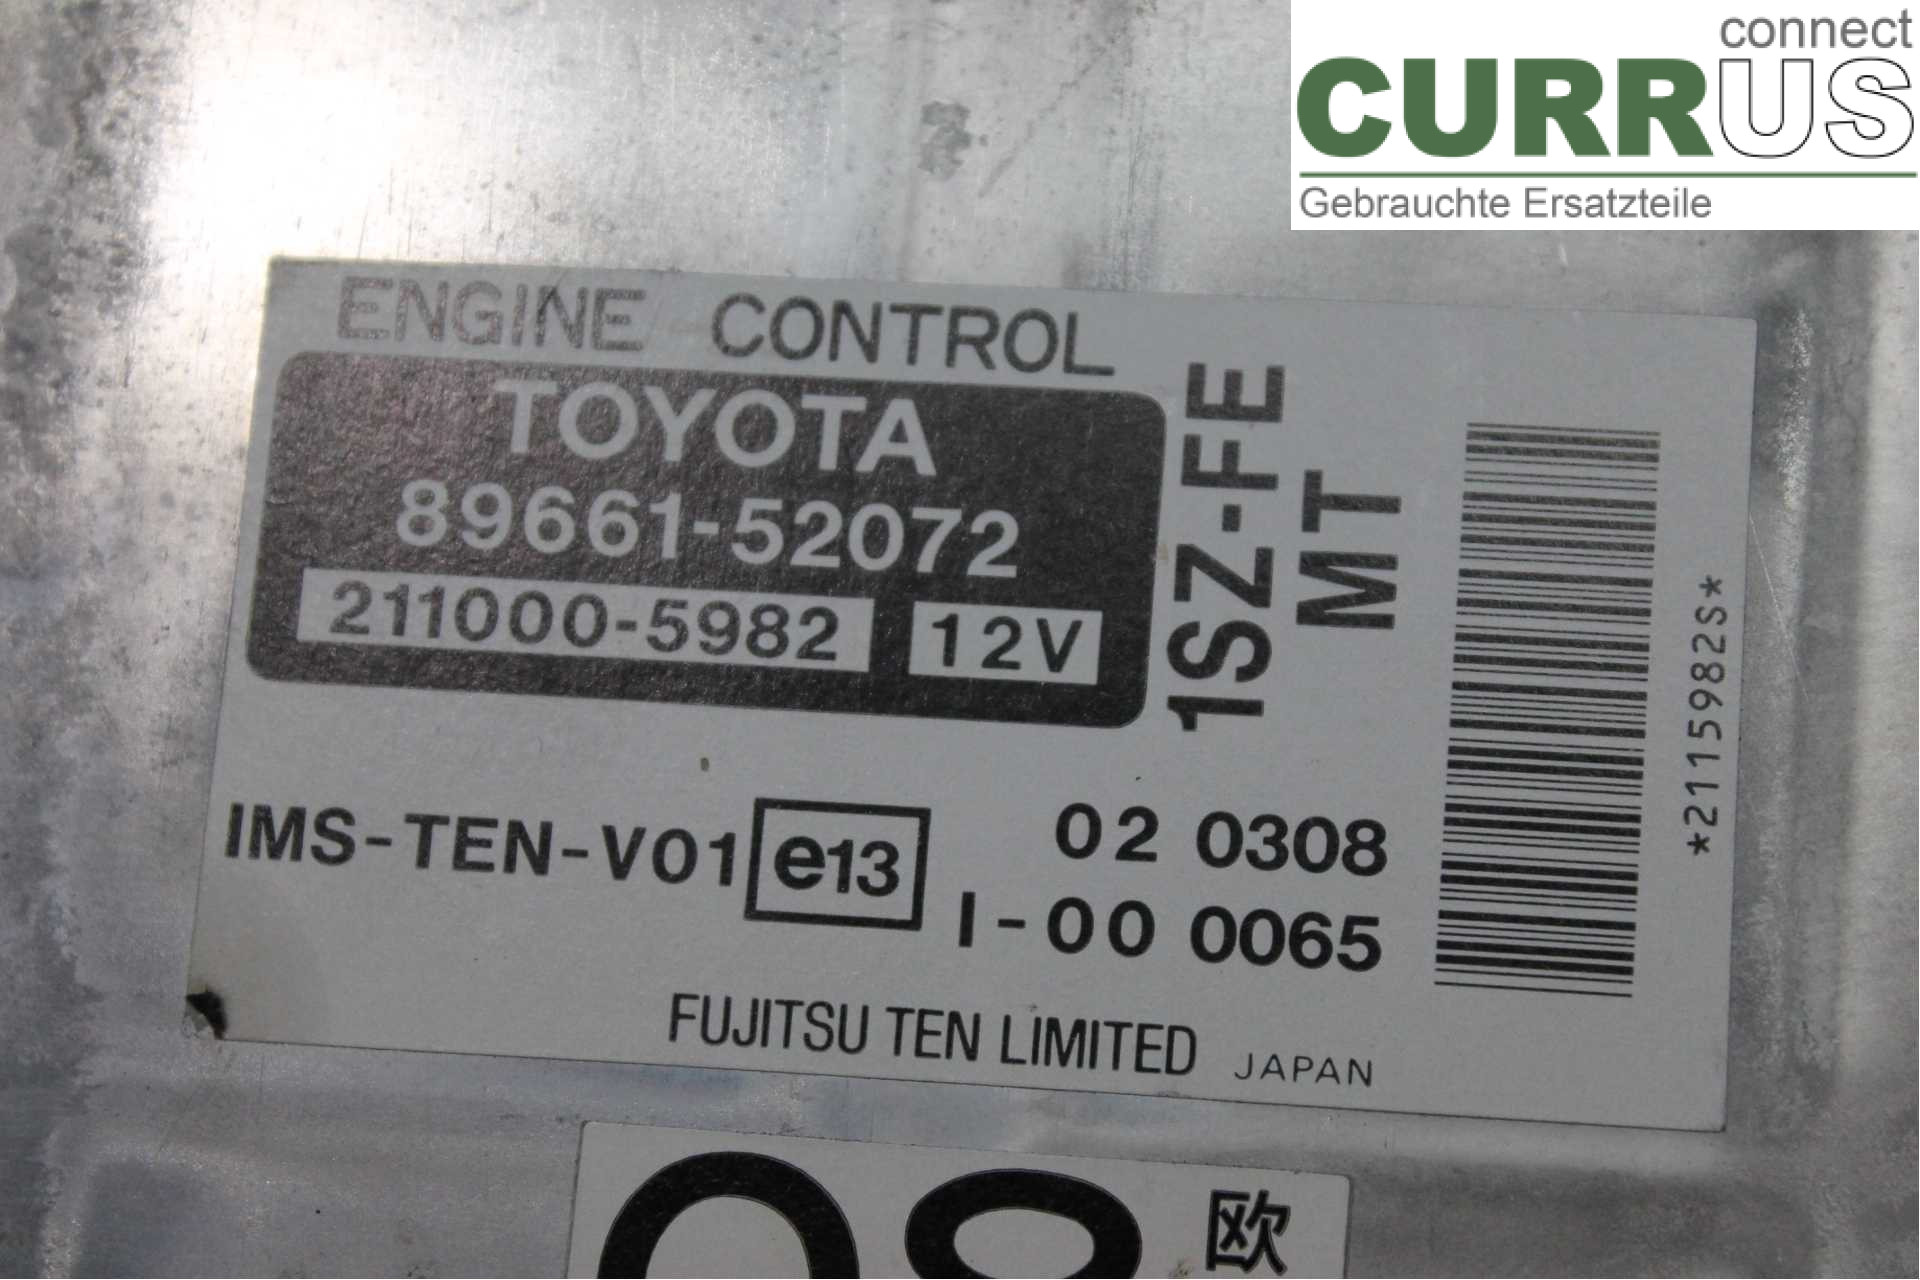 connect
CURRUS
Gebrauchte Ersatzteile
ENGINE CONTROL
TOYOTA
89661-52072
211000-5982 12V
1SZ-FE
MT
*2115982S*
IMS-TEN-V01 e13 02 0308
I-00 0065
FUJITSU TEN LIMITED JAPAN
欧